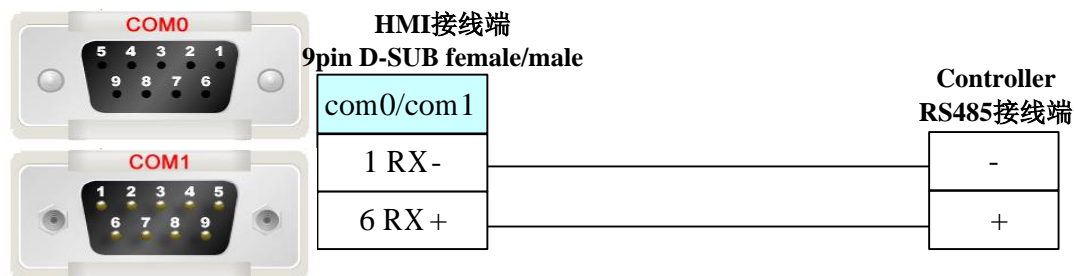 COM0
5 4 3 2 1
9 8 7 6
COM1
1 2 3 4 5
6 7 8 9
HMI接线端
9pin D-SUB female/male
com0/com1
1 RX-
6 RX+
Controller
RS485接线端
-
+